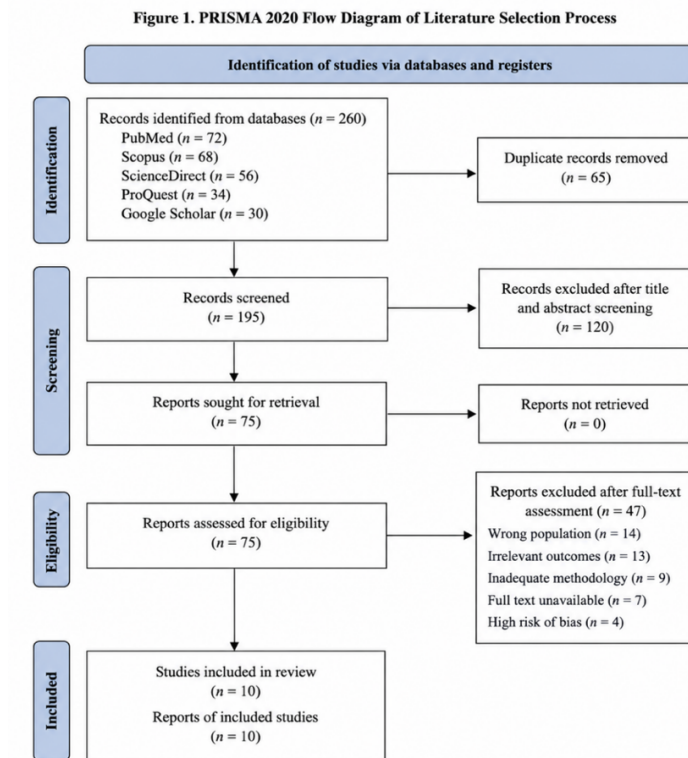 Figure 1. PRISMA 2020 Flow Diagram of Literature Selection Process
Identification of studies via databases and registers
Identification
Records identified from databases (n = 260)
PubMed (n = 72)
Scopus (n = 68)
ScienceDirect (n = 56)
ProQuest (n = 34)
Google Scholar (n = 30)
Duplicate records removed
(n = 65)
Screening
Records screened
(n = 195)
Records excluded after title
and abstract screening
(n = 120)
Reports sought for retrieval
(n = 75)
Reports not retrieved
(n = 0)
Eligibility
Reports assessed for eligibility
(n = 75)
Reports excluded after full-text
assessment (n = 47)
Wrong population (n = 14)
Irrelevant outcomes (n = 13)
Inadequate methodology (n = 9)
Full text unavailable (n = 7)
High risk of bias (n = 4)
Included
Studies included in review
(n = 10)
Reports of included studies
(n = 10)